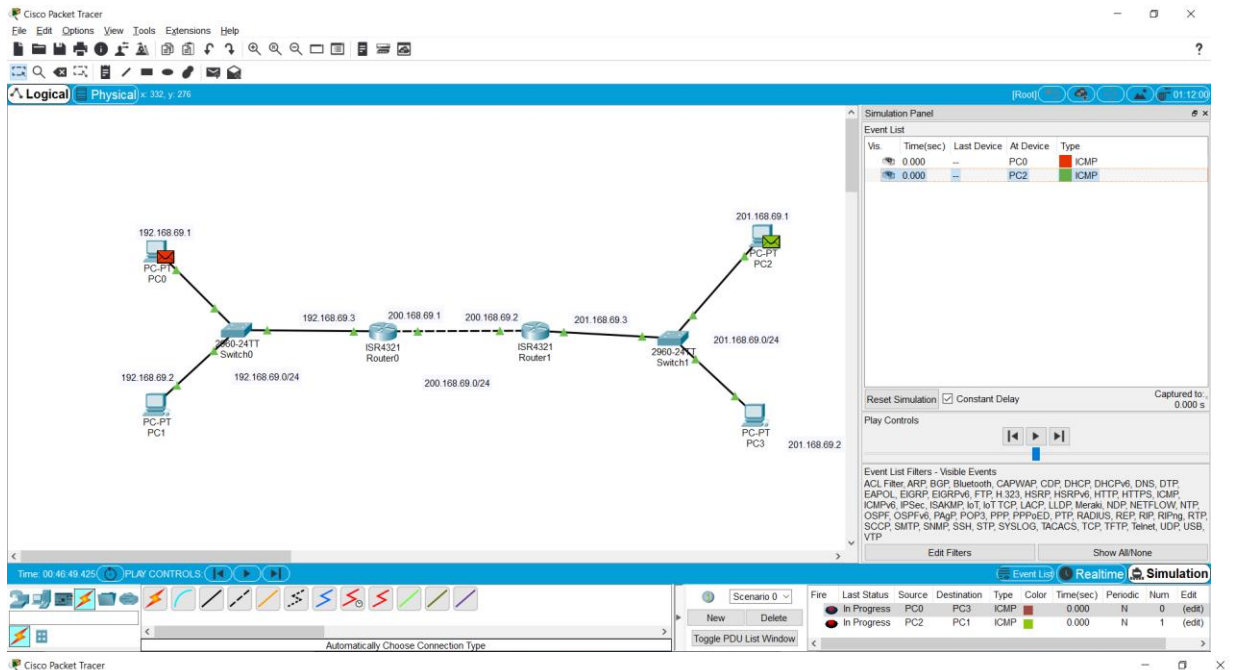 Cisco Packet Tracer
File Edit Options View Tools Extensions Help
?
Logical Physical x: 332, y: 276 [Root] 01:12:00
Simulation Panel
Event List
Vis. Time(sec) Last Device At Device Type
0.000 -- PC0 ICMP
0.000 -- PC2 ICMP
201.168.69.1
192.168.69.1
PC-PT
PC0
PC-PT
PC2
192.168.69.3 200.168.69.1 200.168.69.2 201.168.69.3
2960-24TT
Switch0
ISR4321
Router0
ISR4321
Router1
2960-24TT
Switch1
201.168.69.0/24
192.168.69.2 192.168.69.0/24 200.168.69.0/24
PC-PT
PC1
PC-PT
PC3
201.168.69.2
Reset Simulation Constant Delay Captured to:
0.000 s
Play Controls
Event List Filters - Visible Events
ACL Filter, ARP, BGP, Bluetooth, CAPWAP, CDP, DHCP, DHCPv6, DNS, DTP,
EAPOL, EIGRP, EIGRPv6, FTP, H.323, HSRP, HSRPv6, HTTP, HTTPS, ICMP,
ICMPv6, IPSec, ISAKMP, IoT, IoT TCP, LACP, LLDP, Meraki, NDP, NETFLOW, NTP,
OSPF, OSPFv6, PAgP, POP3, PPP, PPPoED, PTP, RADIUS, REP, RIP, RIPng, RTP,
SCCP, SMTP, SNMP, SSH, STP, SYSLOG, TACACS, TCP, TFTP, Telnet, UDP, USB,
VTP
Edit Filters Show All/None
Time: 00:46:49.425 PLAY CONTROLS: Event List Realtime Simulation
Scenario 0
New Delete
Toggle PDU List Window
Fire Last Status Source Destination Type Color Time(sec) Periodic Num Edit
In Progress PC0 PC3 ICMP 0.000 N 0 (edit)
In Progress PC2 PC1 ICMP 0.000 N 1 (edit)
Automatically Choose Connection Type
Cisco Packet Tracer